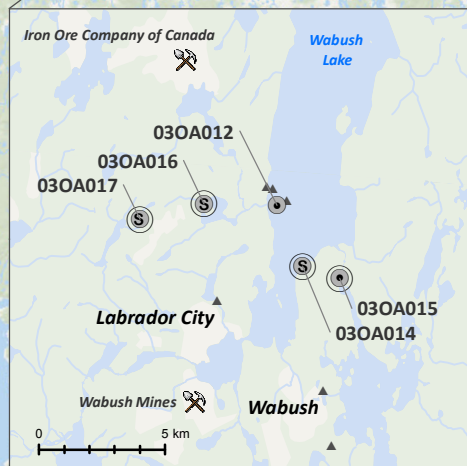 Iron Ore Company of Canada
Wabush
Lake
03OA012
03OA016
03OA017
S
S
S
03OA015
03OA014
Labrador City
Wabush Mines
Wabush
0
5 km